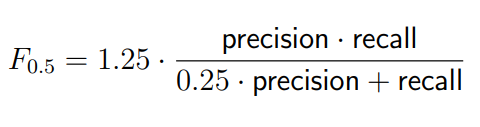 F₀.₅ = 1.25 · precision · recall / 0.25 · precision + recall